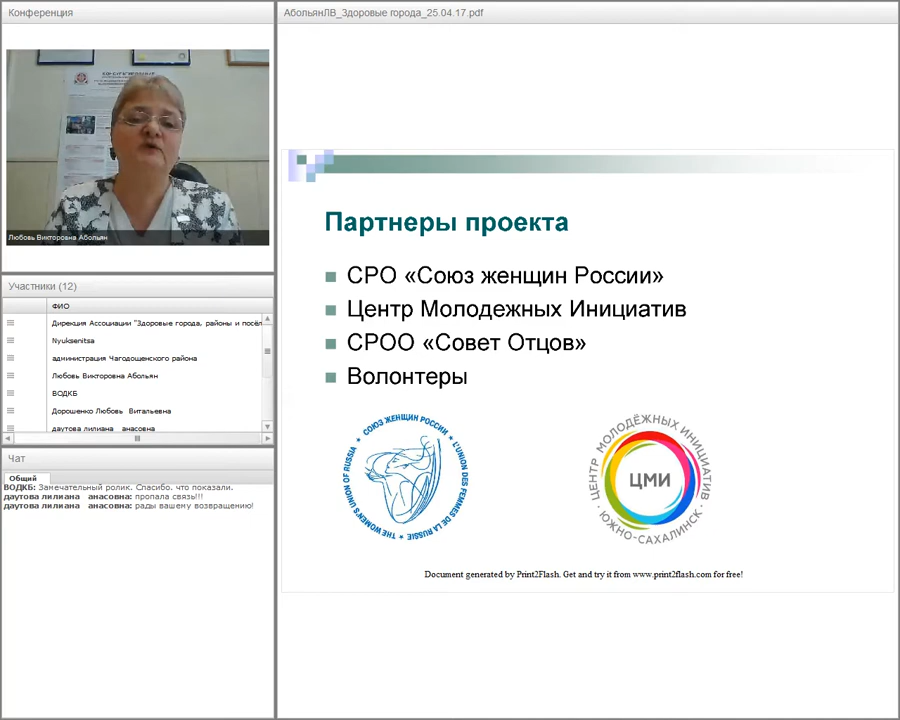 Конференция
Любовь Викторовна Абольян
Участники (12)
ФИО
Дирекция Ассоциации "Здоровые города, районы и посёл
Nyuksenitsa
администрация Чагодощенского района
Любовь Викторовна Абольян
ВОДКБ
Дорошенко Любовь Витальевна
даутова лилиана анасовна
Чат
Общий
ВОДКБ: Замечательный ролик. Спасибо, что показали.
даутова лилиана анасовна: пропала связь!!!
даутова лилиана анасовна: рады вашему возвращению!
АбольянЛВ_Здоровые города_25.04.17.pdf
Партнеры проекта
СРО «Союз женщин России»
Центр Молодежных Инициатив
СРОО «Совет Отцов»
Волонтеры
СОЮЗ ЖЕНЩИН РОССИИ ★ L'UNION DES FEMMES DE LA RUSSIE ★ THE WOMEN'S UNION OF RUSSIA ★
ЦЕНТР МОЛОДЁЖНЫХ ИНИЦИАТИВ
ЦМИ
· ЮЖНО-САХАЛИНСК ·
Document generated by Print2Flash. Get and try it from www.print2flash.com for free!